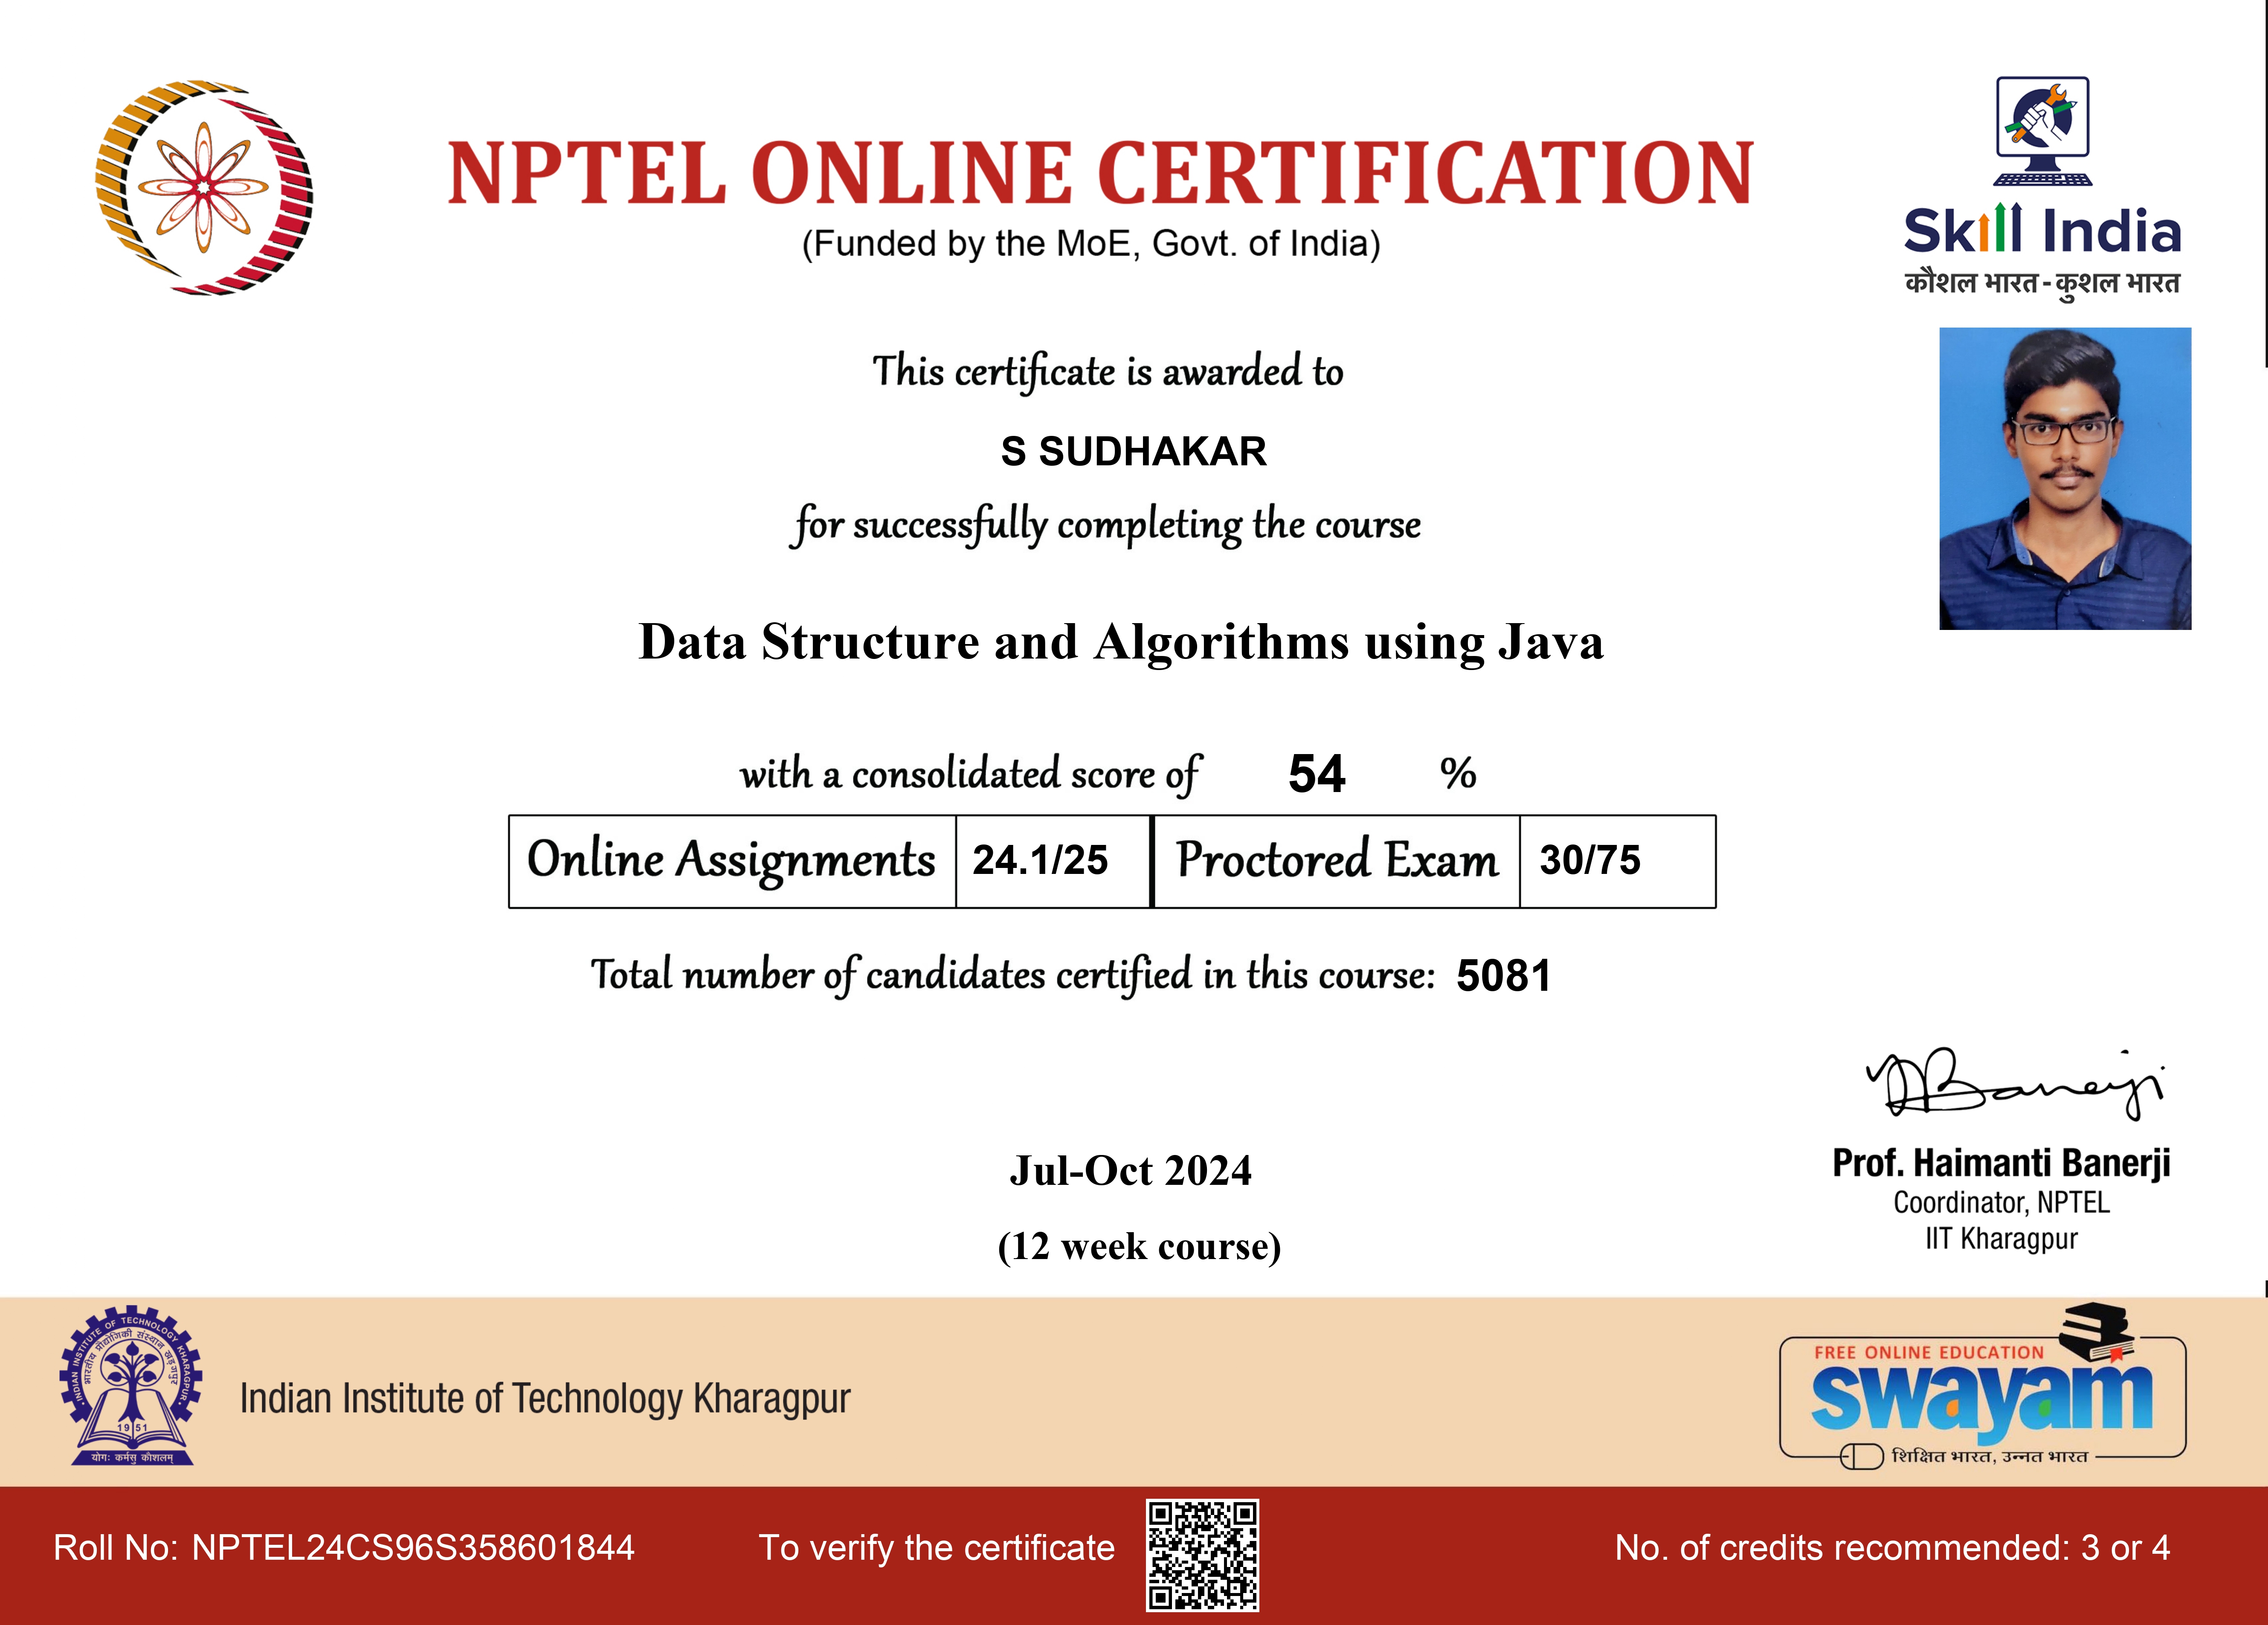 NPTEL ONLINE CERTIFICATION
(Funded by the MoE, Govt. of India)
Skill India
कौशल भारत - कुशल भारत
This certificate is awarded to
S SUDHAKAR
for successfully completing the course
Data Structure and Algorithms using Java
with a consolidated score of 54 %
Online Assignments 24.1/25 Proctored Exam 30/75
Total number of candidates certified in this course: 5081
Banerji
Jul-Oct 2024
(12 week course)
Prof. Haimanti Banerji
Coordinator, NPTEL
IIT Kharagpur
INDIAN INSTITUTE OF TECHNOLOGY KHARAGPUR
भारतीय प्रौद्योगिकी संस्थान खड़गपुर
1951
योगः कर्मसु कौशलम्
Indian Institute of Technology Kharagpur
FREE ONLINE EDUCATION
swayam
शिक्षित भारत, उन्नत भारत
Roll No: NPTEL24CS96S358601844
To verify the certificate
No. of credits recommended: 3 or 4